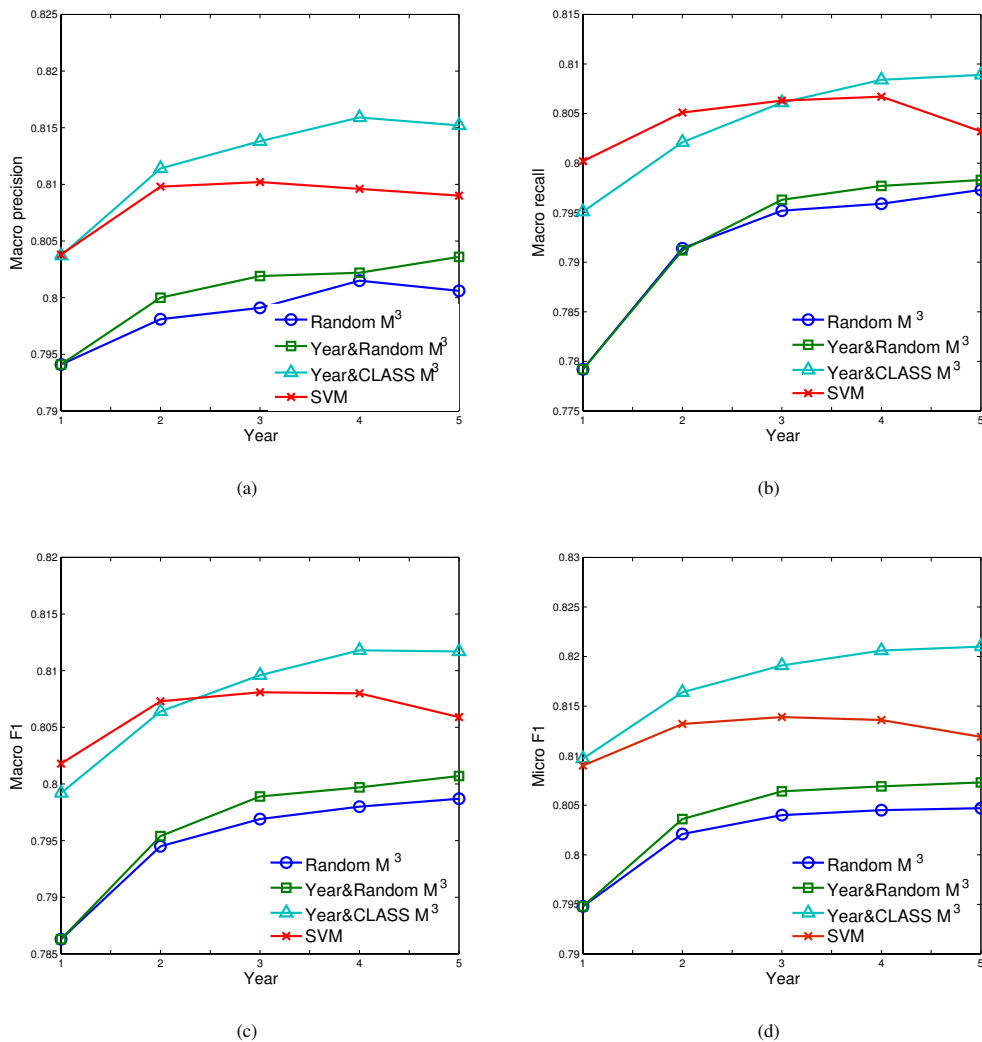 0.825
0.82
0.815
0.81
0.805
0.8
0.795
0.79
Macro precision
1 2 3 4 5
Year
Random M³
Year&Random M³
Year&CLASS M³
SVM
(a)
0.815
0.81
0.805
0.8
0.795
0.79
0.785
0.78
0.775
Macro recall
1 2 3 4 5
Year
Random M³
Year&Random M³
Year&CLASS M³
SVM
(b)
0.82
0.815
0.81
0.805
0.8
0.795
0.79
0.785
Macro F1
1 2 3 4 5
Year
Random M³
Year&Random M³
Year&CLASS M³
SVM
(c)
0.83
0.825
0.82
0.815
0.81
0.805
0.8
0.795
0.79
Micro F1
1 2 3 4 5
Year
Random M³
Year&Random M³
Year&CLASS M³
SVM
(d)